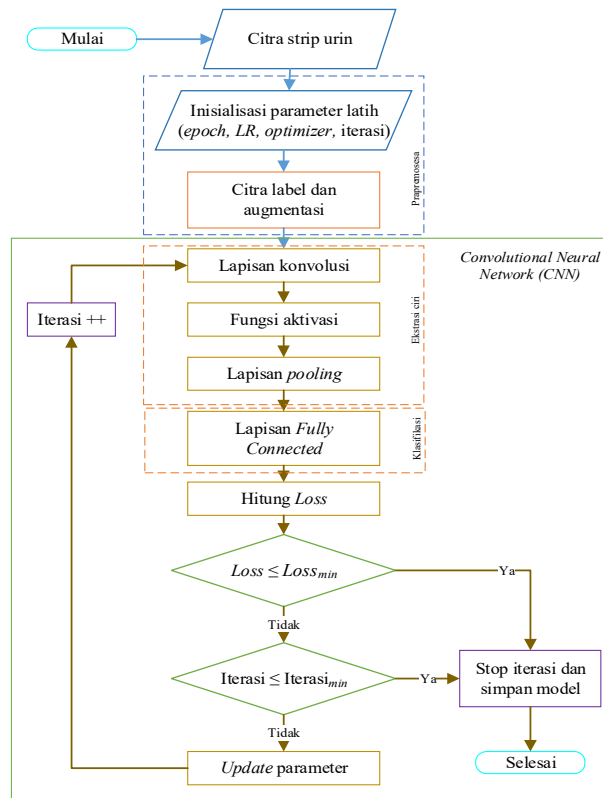 Mulai
Citra strip urin
Inisialisasi parameter latih
(epoch, LR, optimizer, iterasi)
Citra label dan
augmentasi
Prapremosesa
Convolutional Neural
Network (CNN)
Lapisan konvolusi
Fungsi aktivasi
Lapisan pooling
Ekstrasi ciri
Iterasi ++
Lapisan Fully
Connected
Klasifikasi
Hitung Loss
Loss ≤ Lossmin
Ya
Tidak
Iterasi ≤ Iterasimin
Ya
Stop iterasi dan
simpan model
Tidak
Update parameter
Selesai